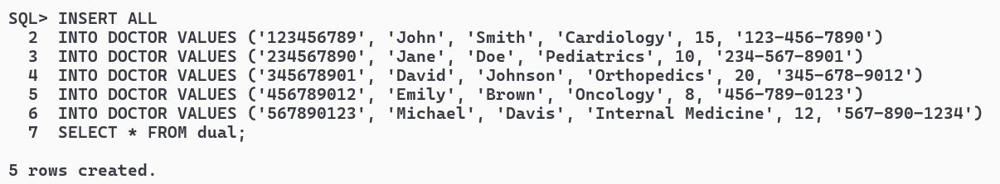 SQL> INSERT ALL
  2  INTO DOCTOR VALUES ('123456789', 'John', 'Smith', 'Cardiology', 15, '123-456-7890')
  3  INTO DOCTOR VALUES ('234567890', 'Jane', 'Doe', 'Pediatrics', 10, '234-567-8901')
  4  INTO DOCTOR VALUES ('345678901', 'David', 'Johnson', 'Orthopedics', 20, '345-678-9012')
  5  INTO DOCTOR VALUES ('456789012', 'Emily', 'Brown', 'Oncology', 8, '456-789-0123')
  6  INTO DOCTOR VALUES ('567890123', 'Michael', 'Davis', 'Internal Medicine', 12, '567-890-1234')
  7  SELECT * FROM dual;
5 rows created.